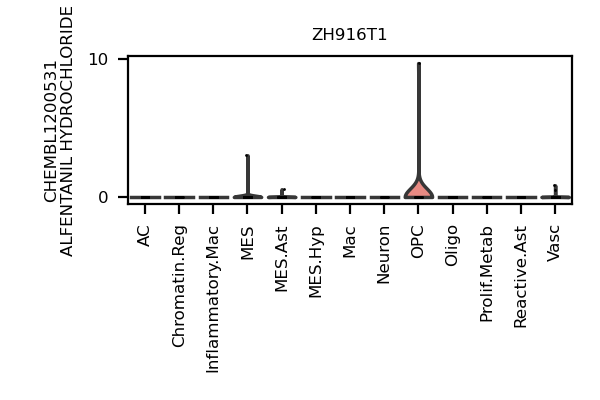 ZH916T1
CHEMBL1200531
ALFENTANIL HYDROCHLORIDE
10
0
AC
Chromatin.Reg
Inflammatory.Mac
MES
MES.Ast
MES.Hyp
Mac
Neuron
OPC
Oligo
Prolif.Metab
Reactive.Ast
Vasc